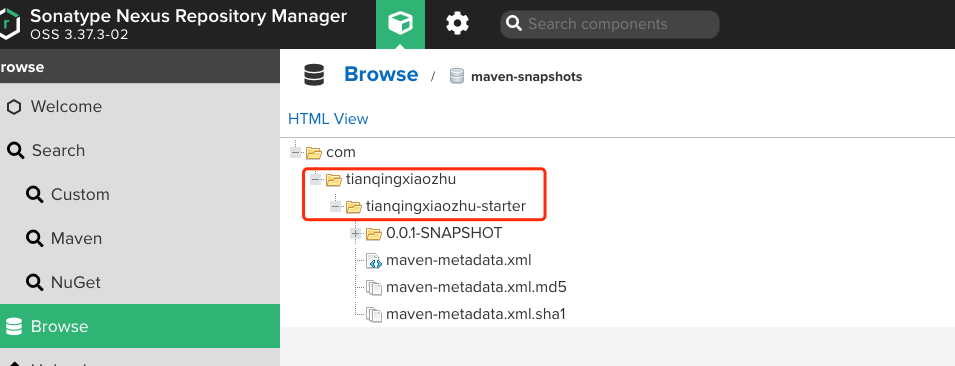 Sonatype Nexus Repository Manager
OSS 3.37.3-02
Search components
rowse
Welcome
Search
Custom
Maven
NuGet
Browse
Browse / maven-snapshots
HTML View
com
tianqingxiaozhu
tianqingxiaozhu-starter
0.0.1-SNAPSHOT
maven-metadata.xml
maven-metadata.xml.md5
maven-metadata.xml.sha1